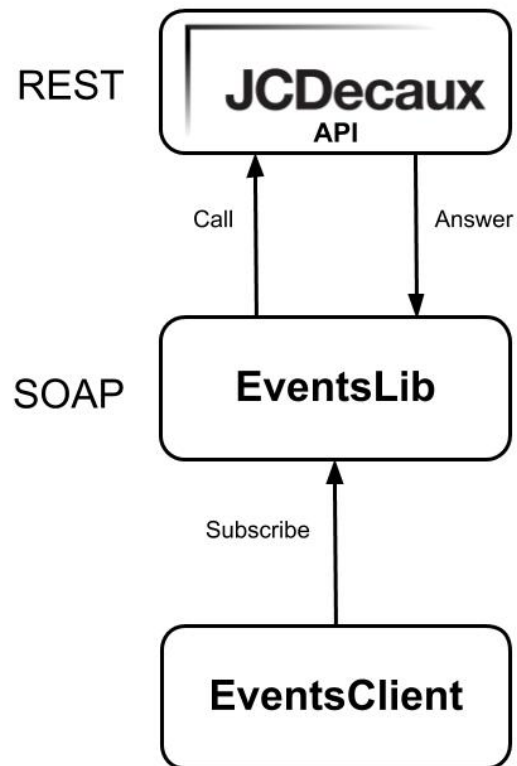 REST
JCDecaux
API
Call
Answer
SOAP
EventsLib
Subscribe
EventsClient